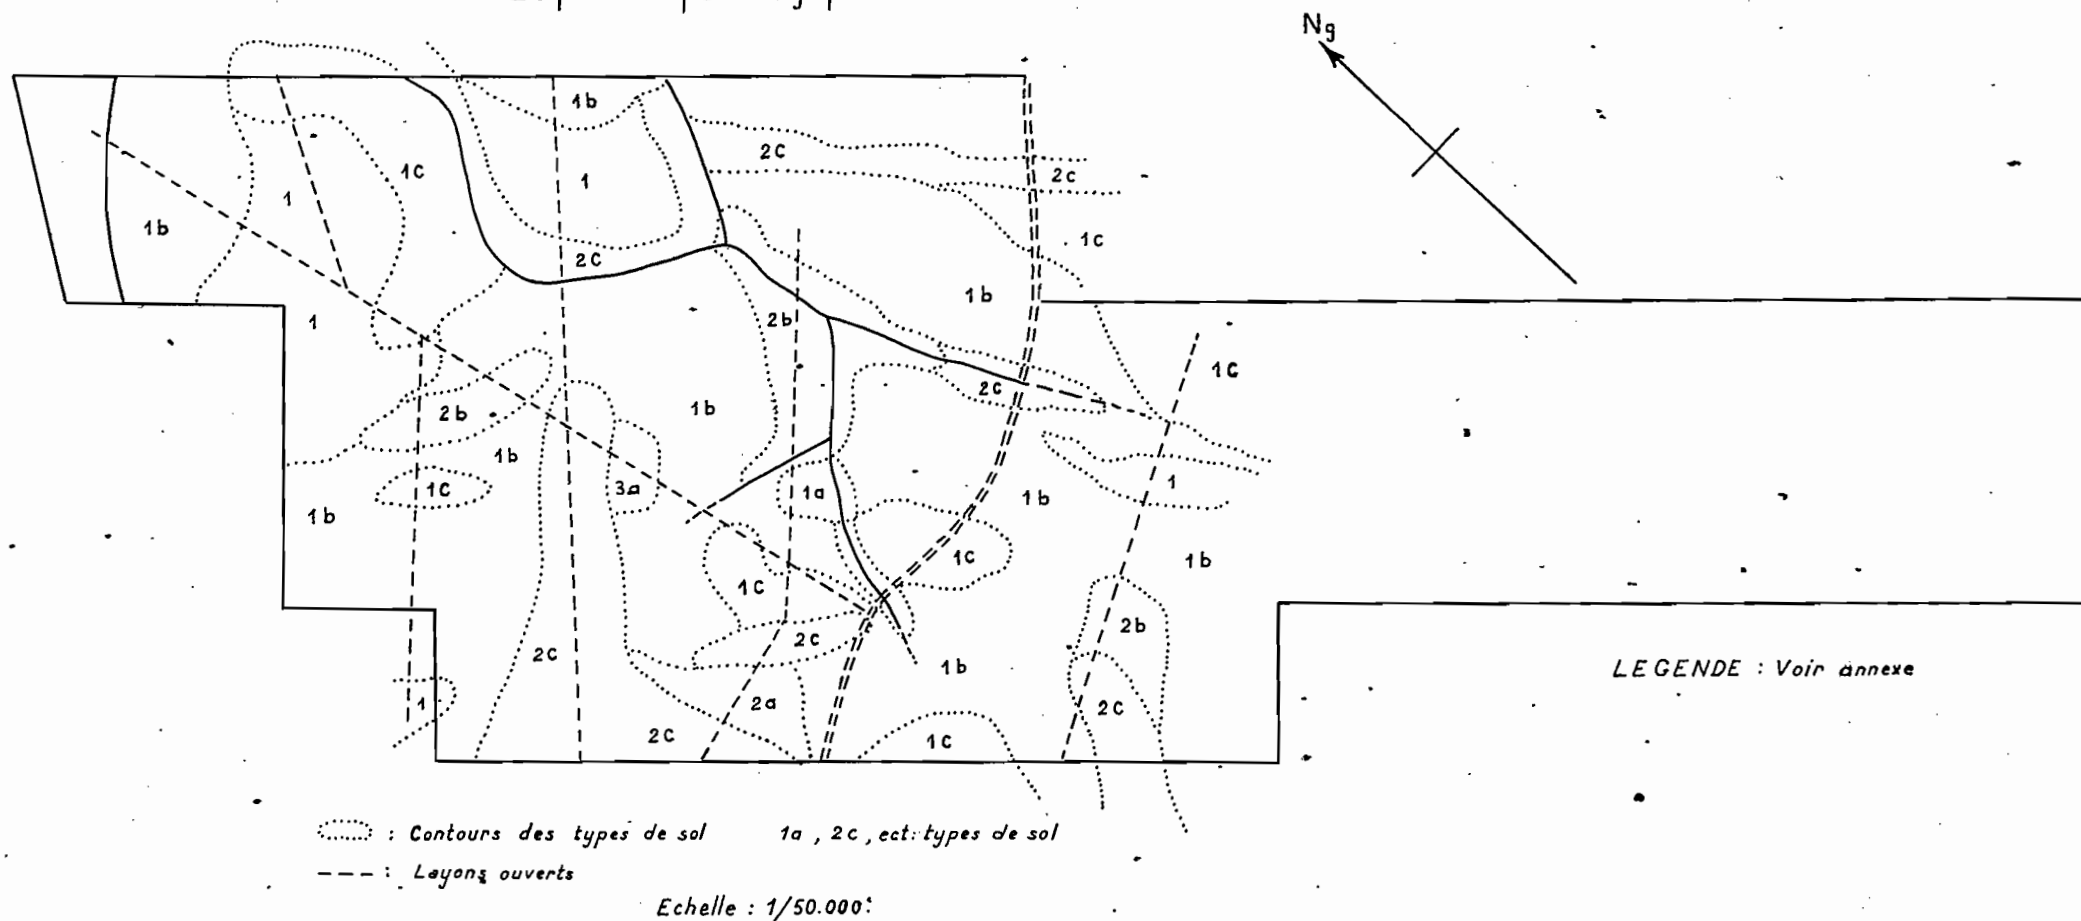 Ng
1b
2c
1c
2c
1
1
1b
1c
2c
1b
1
2b
1c
2c
2b
1b
1b
3a
1c
1a
1
1b
1b
1c
1b
1c
2b
2c
2c
1b
LEGENDE : Voir annexe
1
2a
2c
2c
1c
: Contours des types de sol 1a , 2c , ect: types de sol
---- : Layons ouverts
Echelle : 1/50.000e